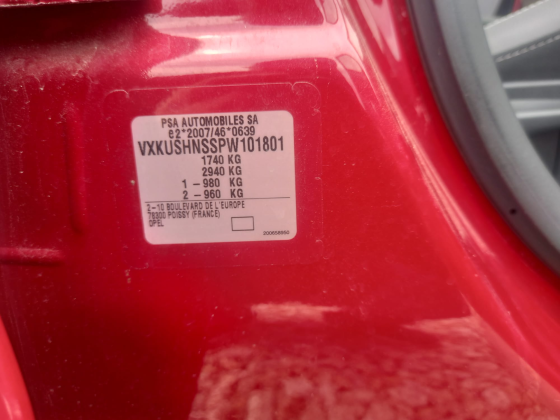 PSA AUTOMOBILES SA
e2*2007/46*0639
VXKUSHNSSPW101801
1740 KG
2940 KG
1 - 980 KG
2 - 960 KG
2-10 BOULEVARD DE L'EUROPE
78300 POISSY (FRANCE)
OPEL